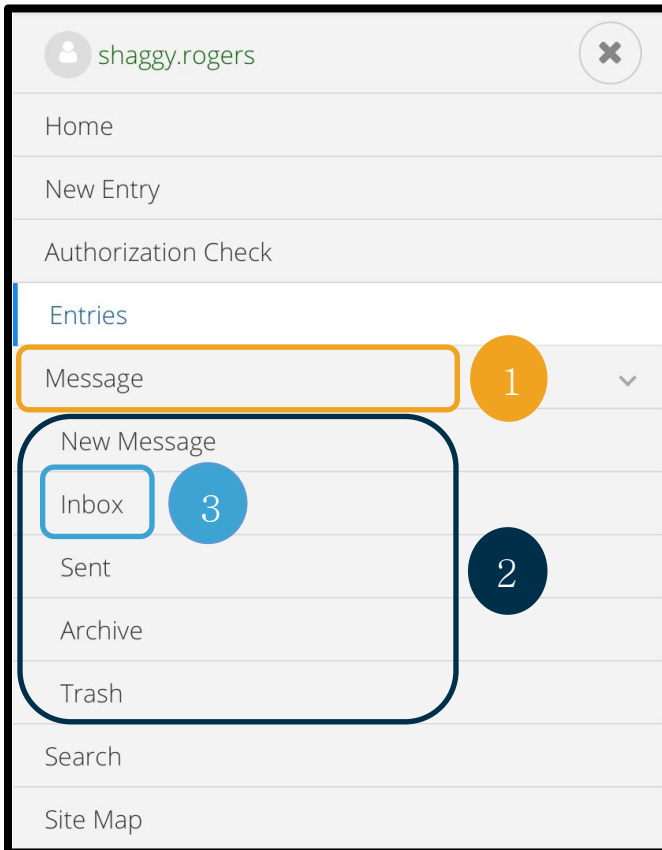 shaggy.rogers
Home
New Entry
Authorization Check
Entries
Message 1
New Message
Inbox 3
Sent 2
Archive
Trash
Search
Site Map